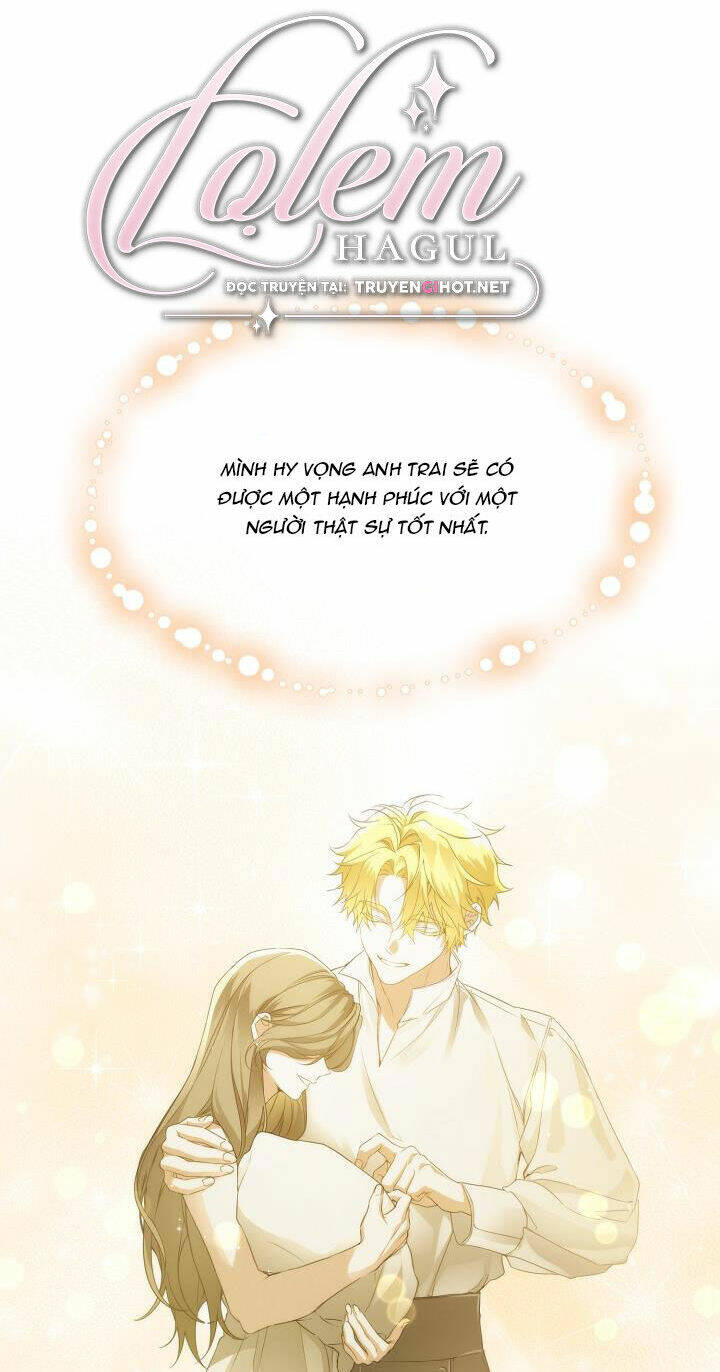 Lọlem
HAGUL
ĐỌC TRUYỆN TẠI: TRUYENGIHOT.NET
MÌNH HY VỌNG ANH TRAI SẼ CÓ
ĐƯỢC MỘT HẠNH PHÚC VỚI MỘT
NGƯỜI THẬT SỰ TỐT NHẤT.